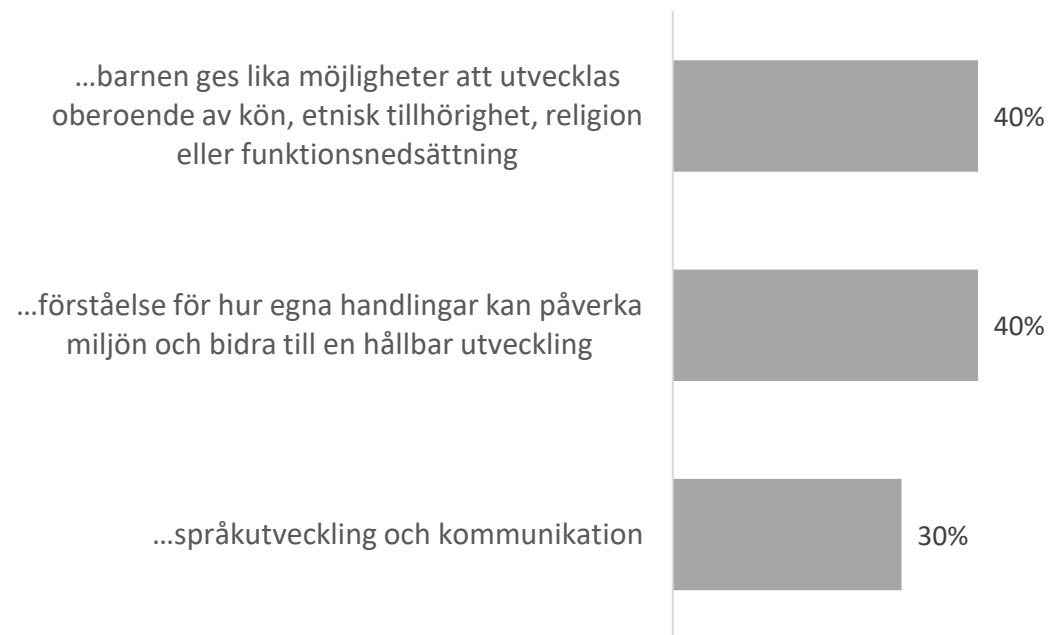 …barnen ges lika möjligheter att utvecklas
oberoende av kön, etnisk tillhörighet, religion
eller funktionsnedsättning
40%
…förståelse för hur egna handlingar kan påverka
miljön och bidra till en hållbar utveckling
40%
…språkutveckling och kommunikation
30%